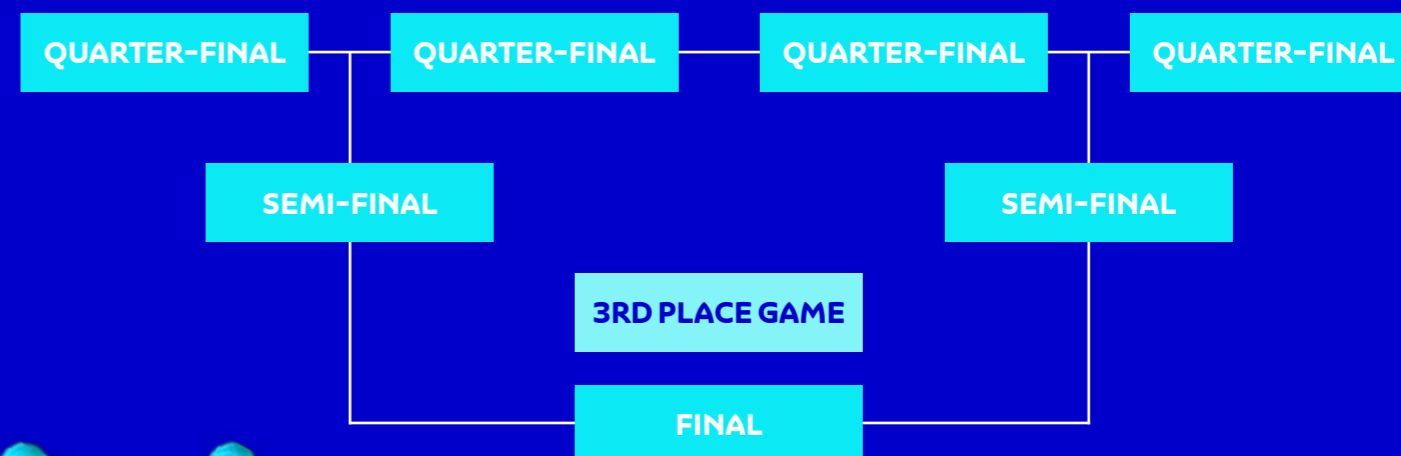 QUARTER-FINAL QUARTER-FINAL QUARTER-FINAL QUARTER-FINAL
SEMI-FINAL SEMI-FINAL
3RD PLACE GAME
FINAL